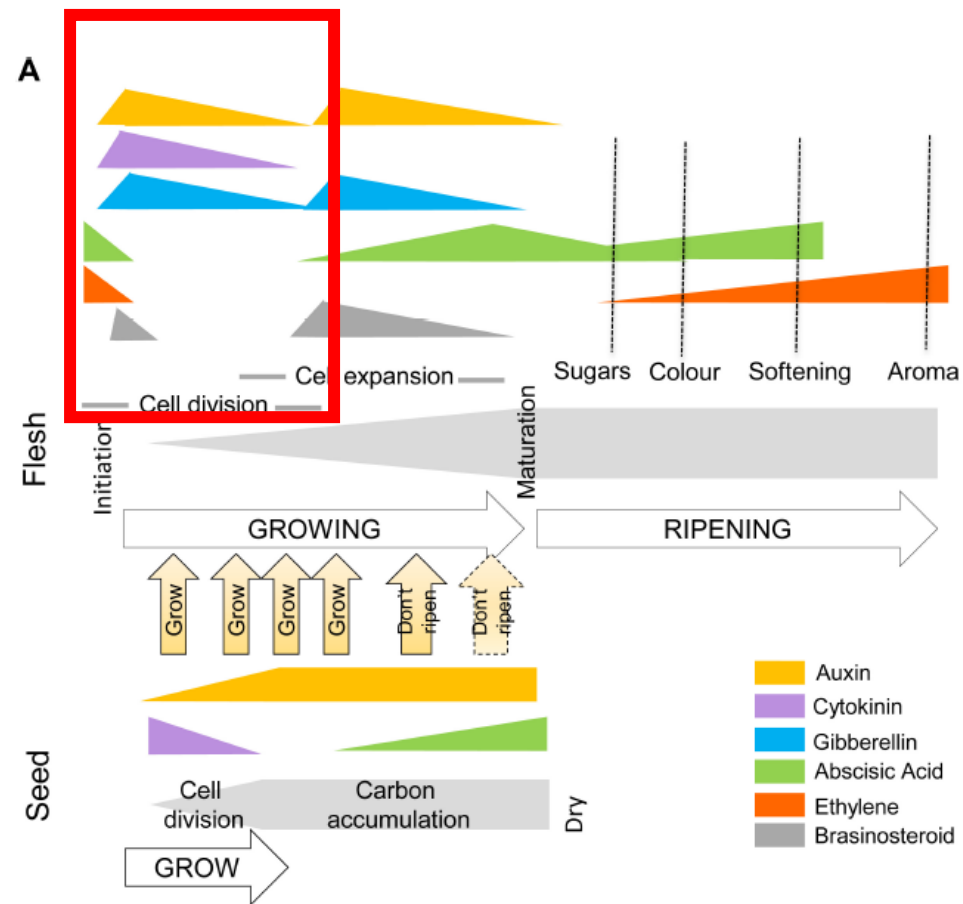 A
Sugars Colour Softening Aroma
Cell expansion
Cell division
Flesh
Initiation
Maturation
GROWING
RIPENING
Grow
Grow
Grow
Grow
Don't
ripen
Don't
ripen
Seed
Cell
division
Carbon
accumulation
Dry
GROW
Auxin
Cytokinin
Gibberellin
Abscisic Acid
Ethylene
Brasinosteroid